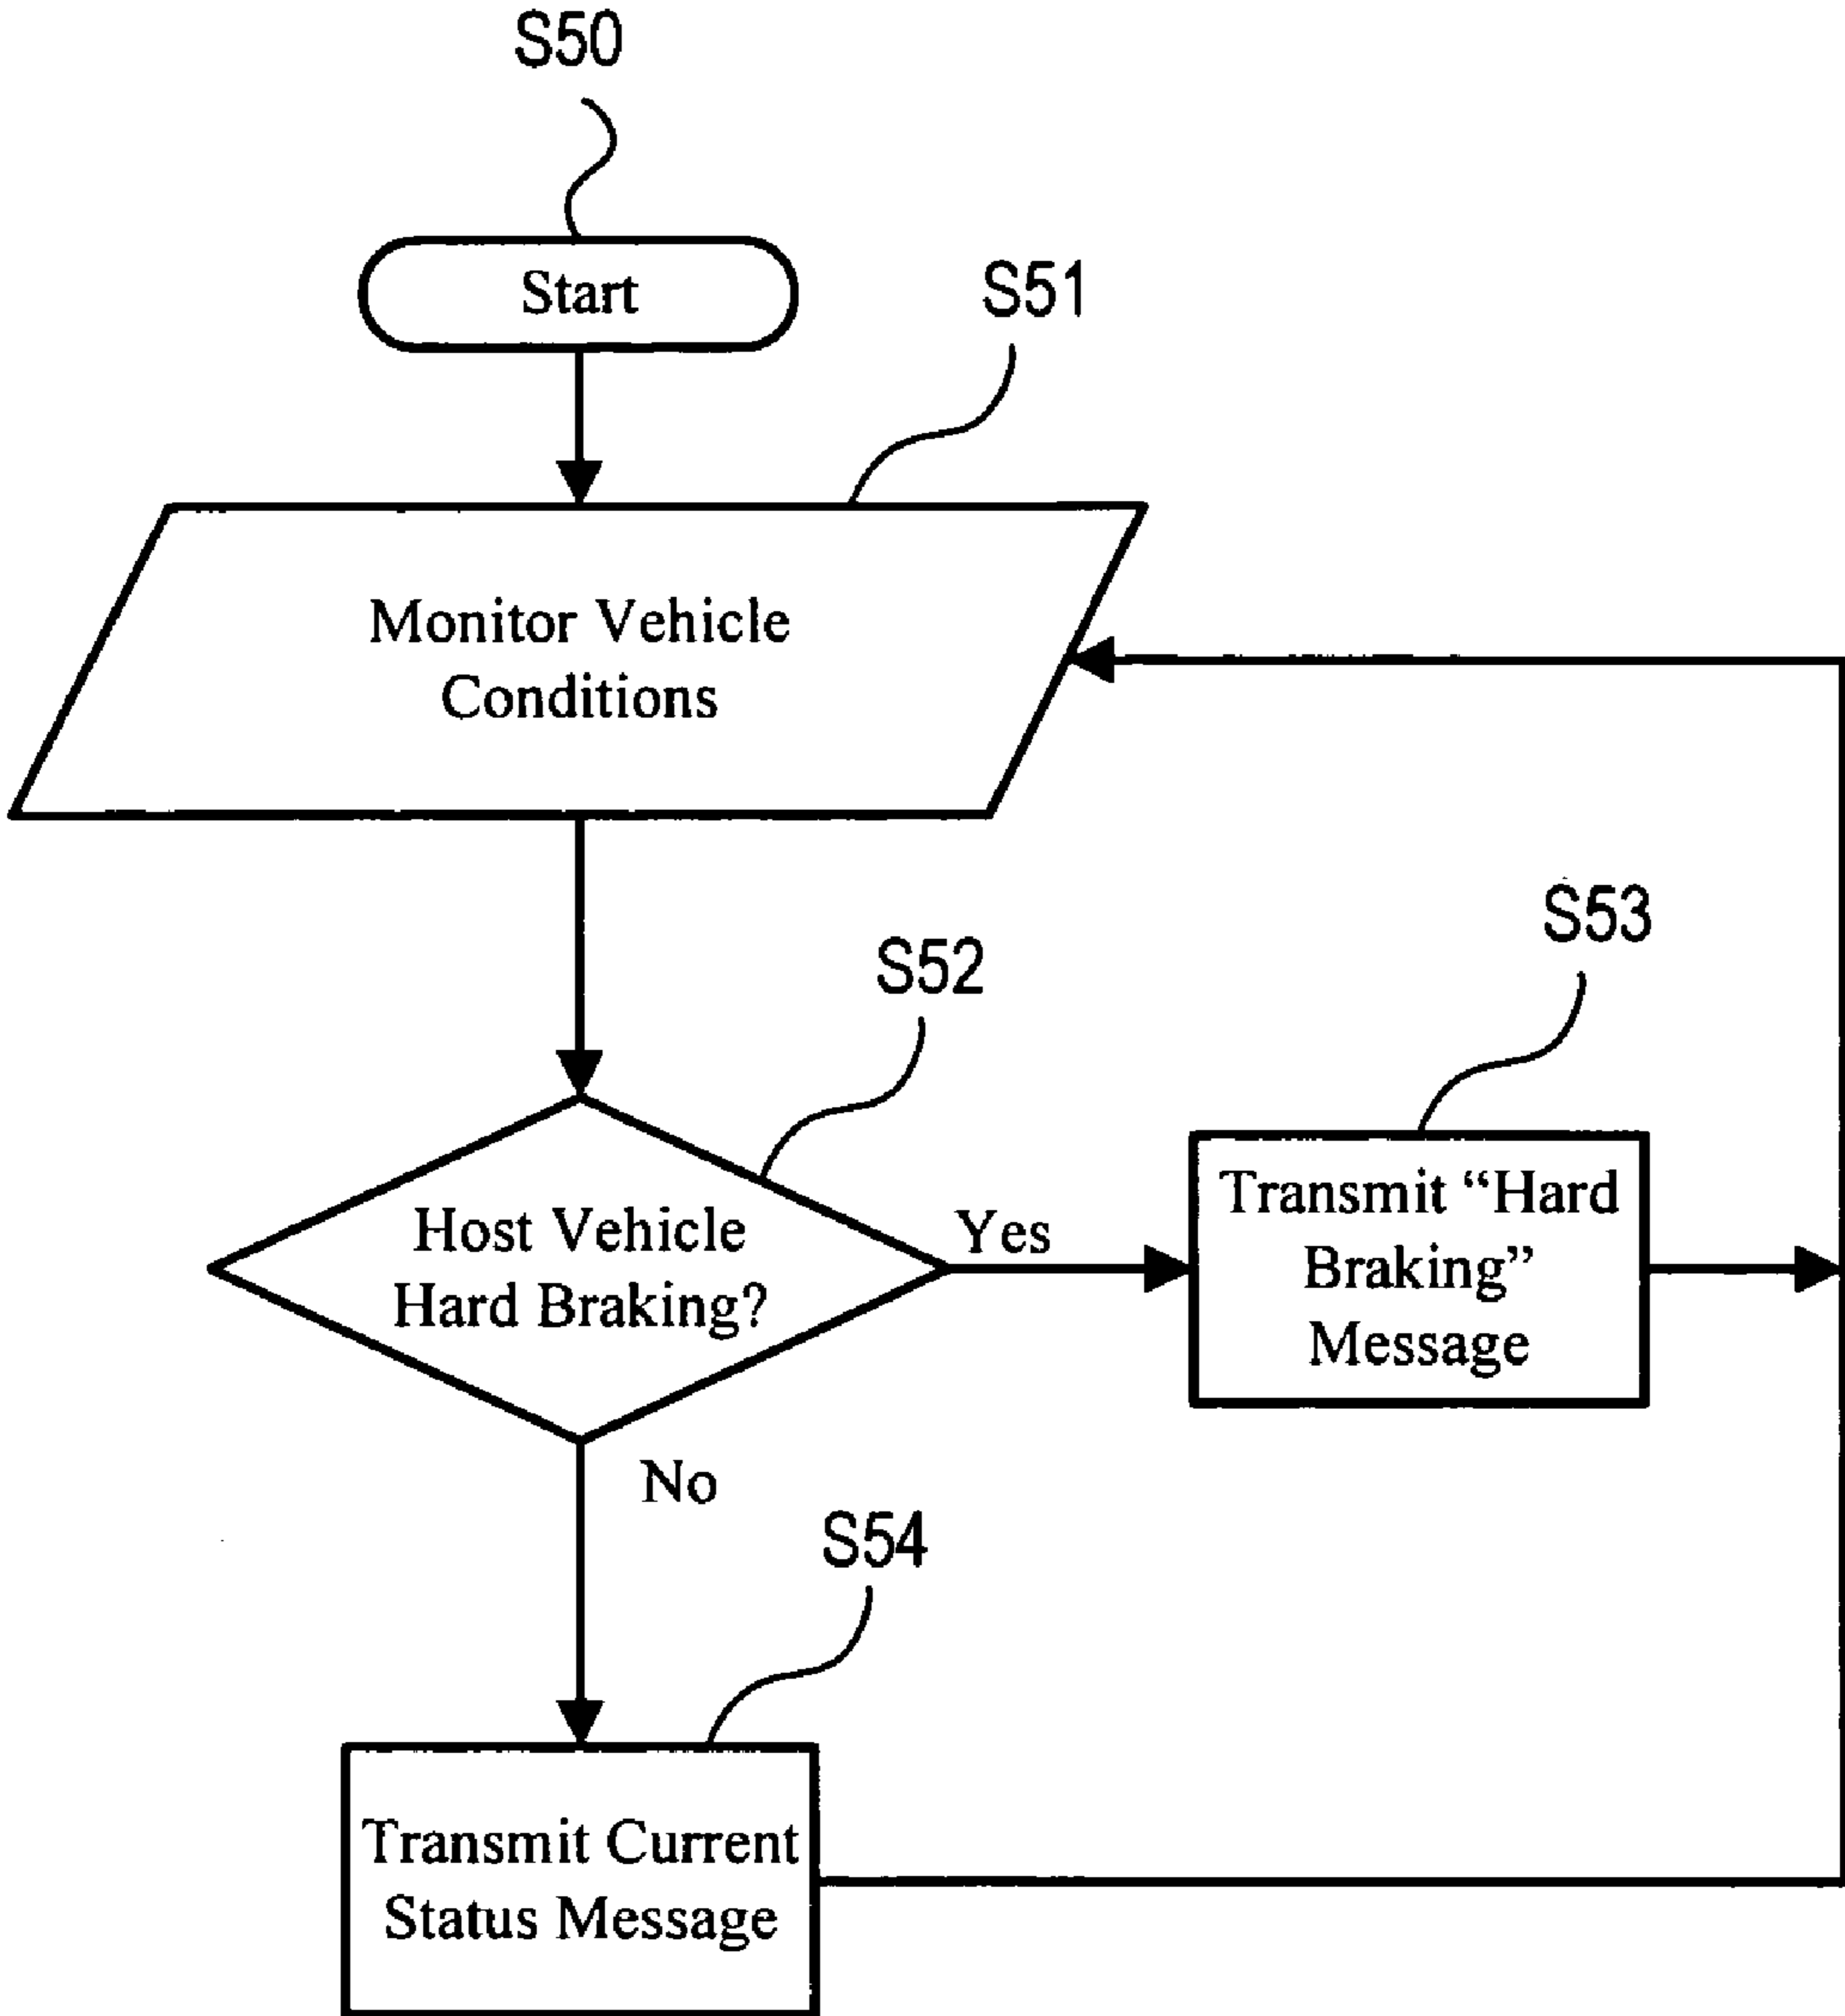 S50
Start
S51
Monitor Vehicle
Conditions
S52
S53
Host Vehicle
Hard Braking?
Yes
Transmit “Hard
Braking”
Message
No
S54
Transmit Current
Status Message